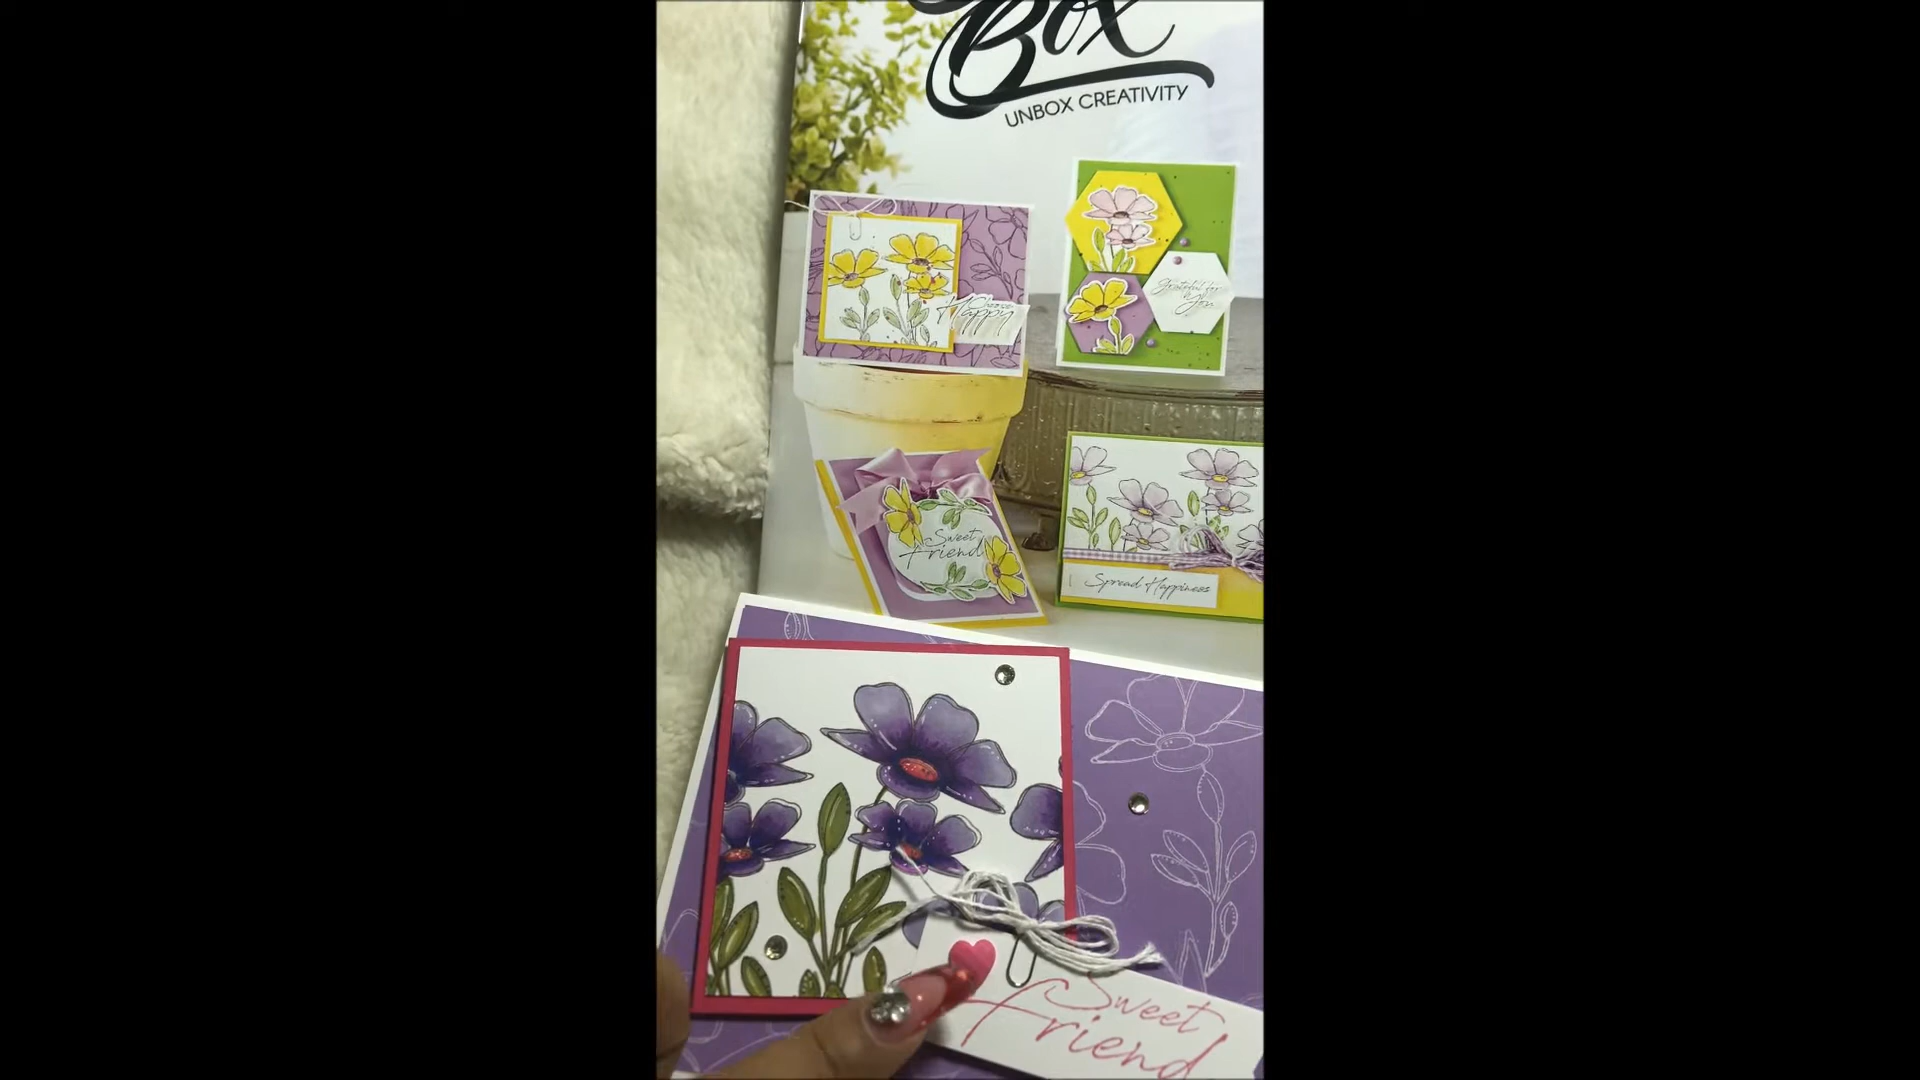 Box
UNBOX CREATIVITY
Choose
Happy
Grateful for
You
Sweet
Friend
Spread Happiness
Sweet
Friend